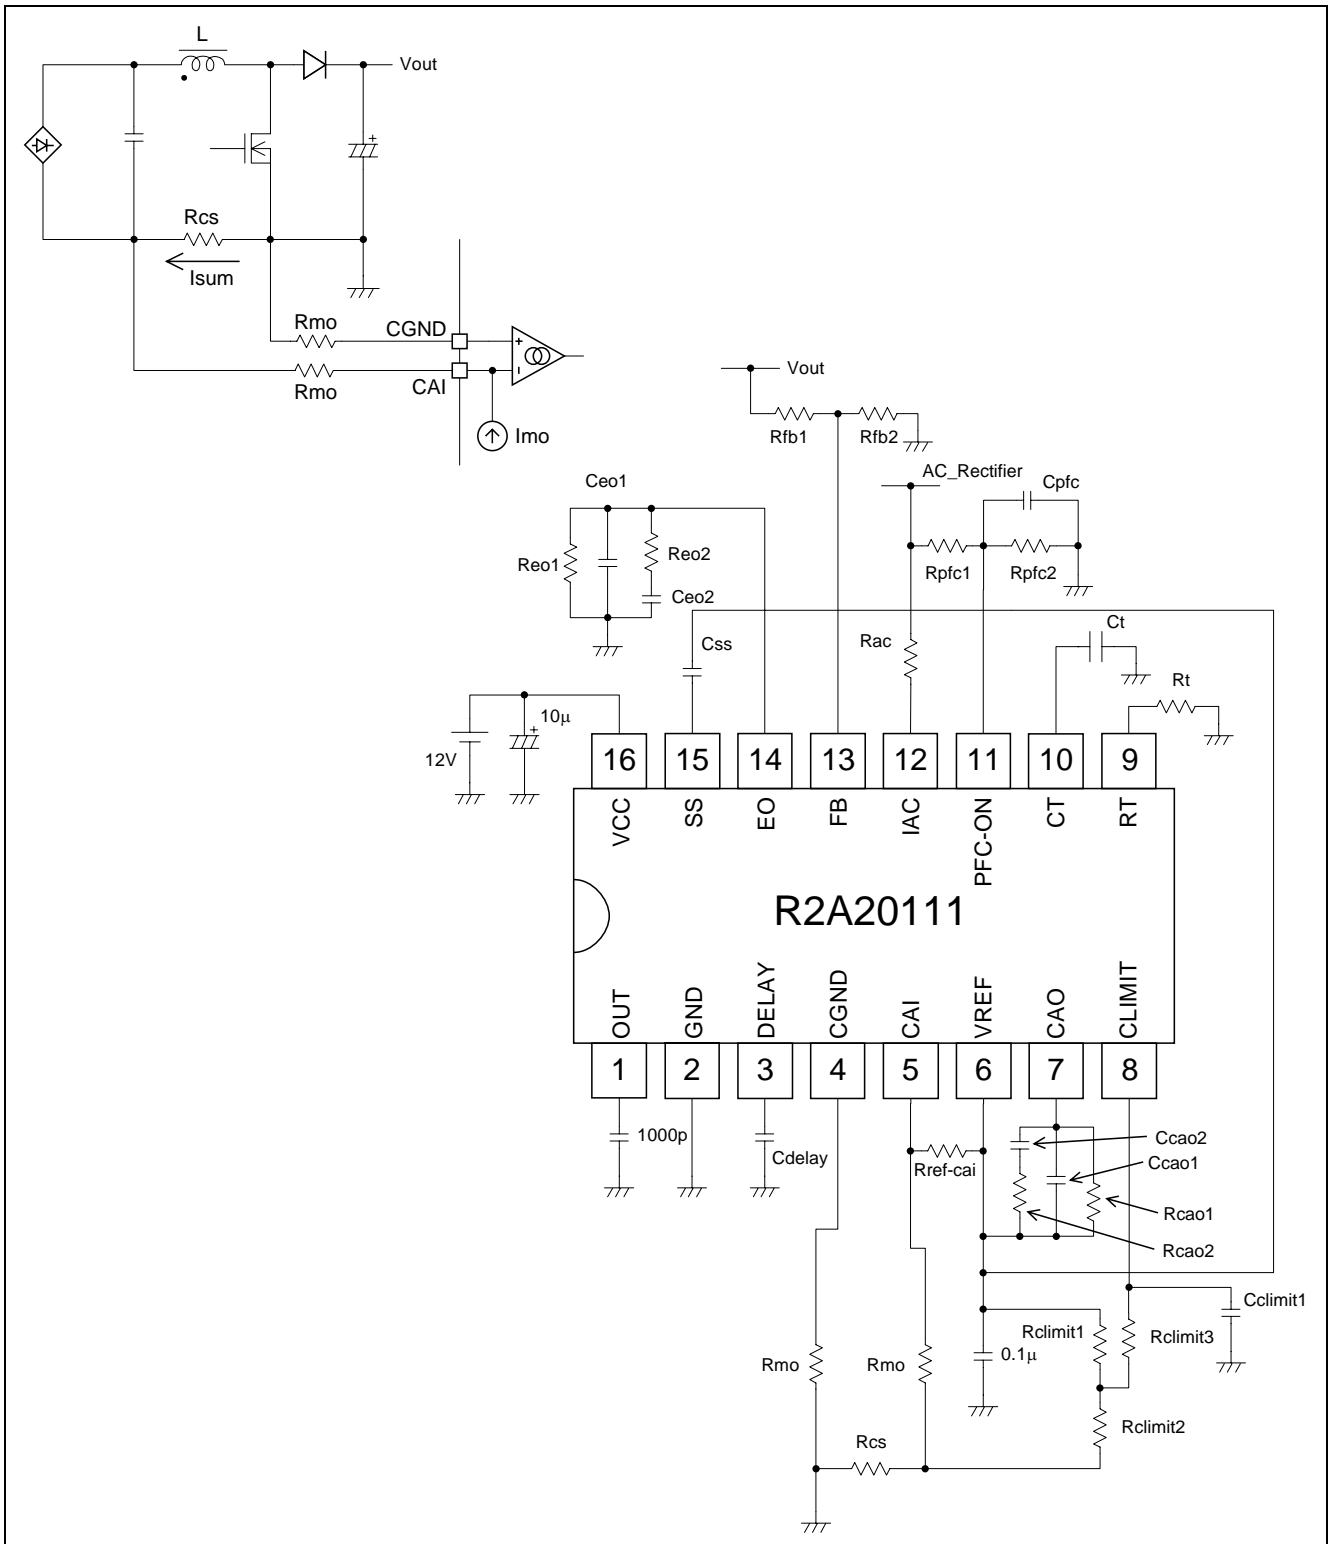 L
Vout
+
Rcs
Isum
Rmo
CGND
+
Rmo
CAI
Imo
Vout
Rfb1
Rfb2
AC_Rectifier
Cpfc
Ceo1
Reo1
Reo2
Ceo2
Rpfc1
Rpfc2
Css
Rac
Ct
Rt
12V
10μ
+
16
15
14
13
12
11
10
9
VCC
SS
EO
FB
IAC
PFC-ON
CT
RT
R2A20111
OUT
GND
DELAY
CGND
CAI
VREF
CAO
CLIMIT
1
2
3
4
5
6
7
8
1000p
Cdelay
Rref-cai
Ccao2
Ccao1
Rcao1
Rcao2
Cclimit1
Rclimit1
Rclimit3
0.1μ
Rmo
Rmo
Rclimit2
Rcs